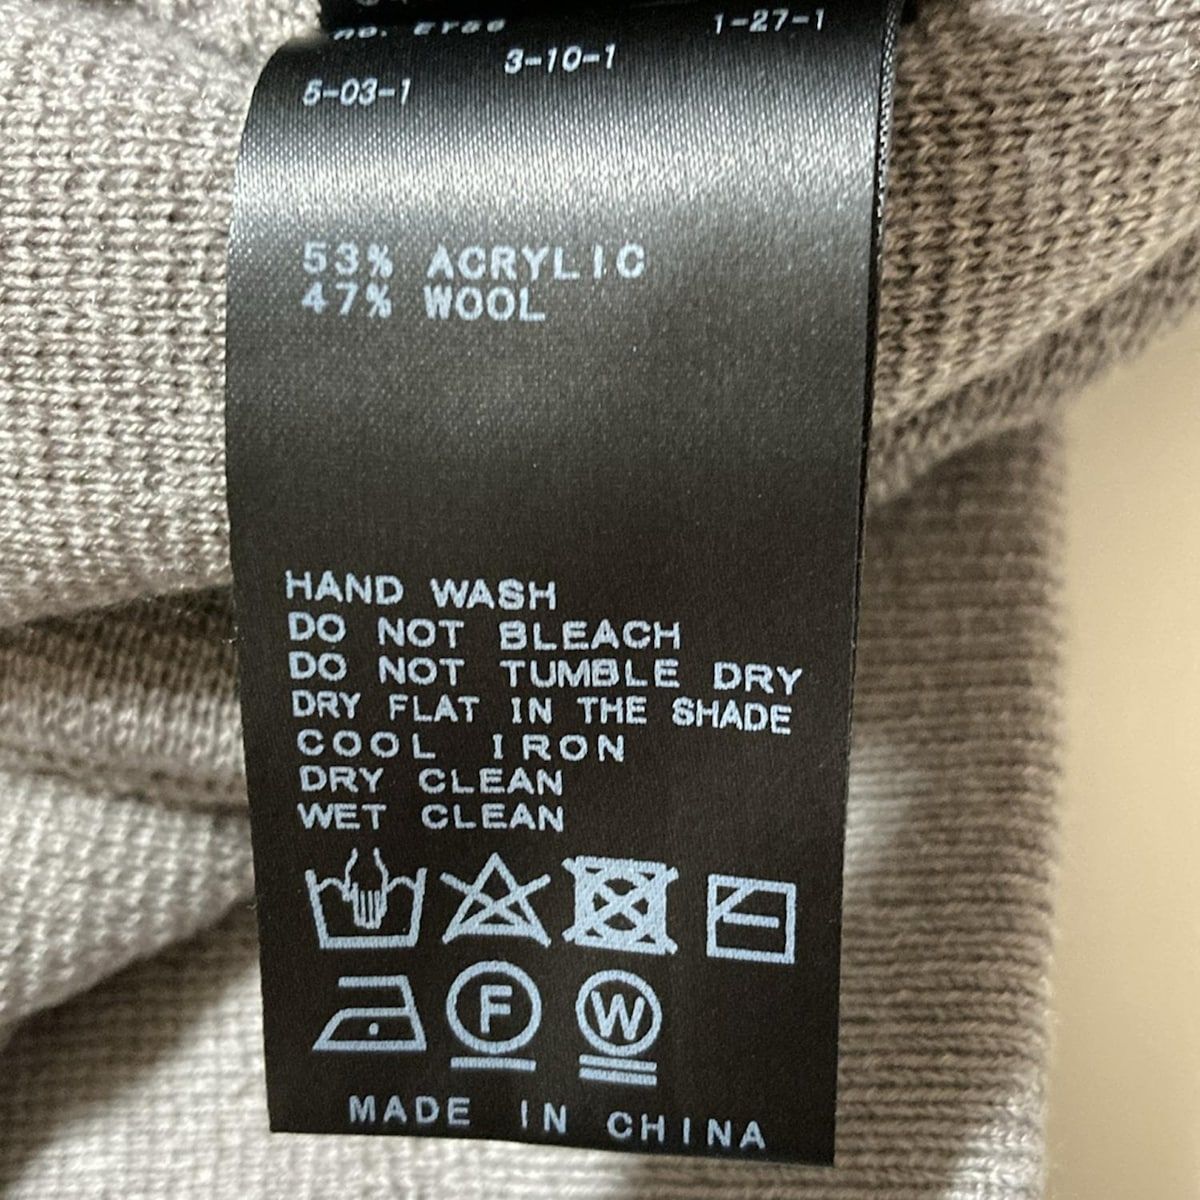 1-27-1
3-10-1
5-03-1
53% ACRYLIC
47% WOOL
HAND WASH
DO NOT BLEACH
DO NOT TUMBLE DRY
DRY FLAT IN THE SHADE
COOL IRON
DRY CLEAN
WET CLEAN
F W
MADE IN CHINA